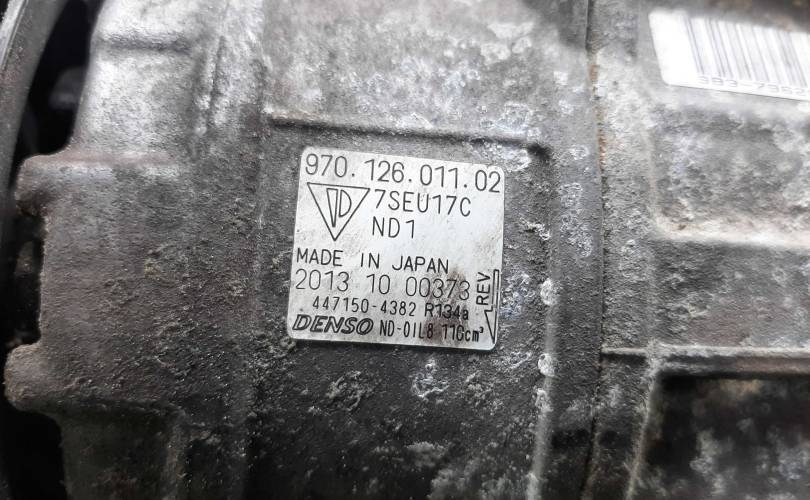 970.126.011.02
7SEU17C
ND1
MADE IN JAPAN
2013 10 00373
447150-4382 R134a
DENSO ND-OIL8 110cm³
REV